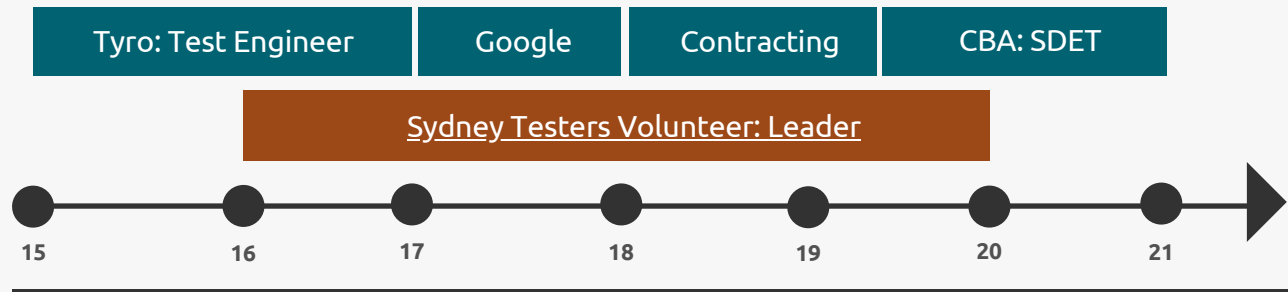 Tyro: Test Engineer
Google
Contracting
CBA: SDET
Sydney Testers Volunteer: Leader
15
16
17
18
19
20
21